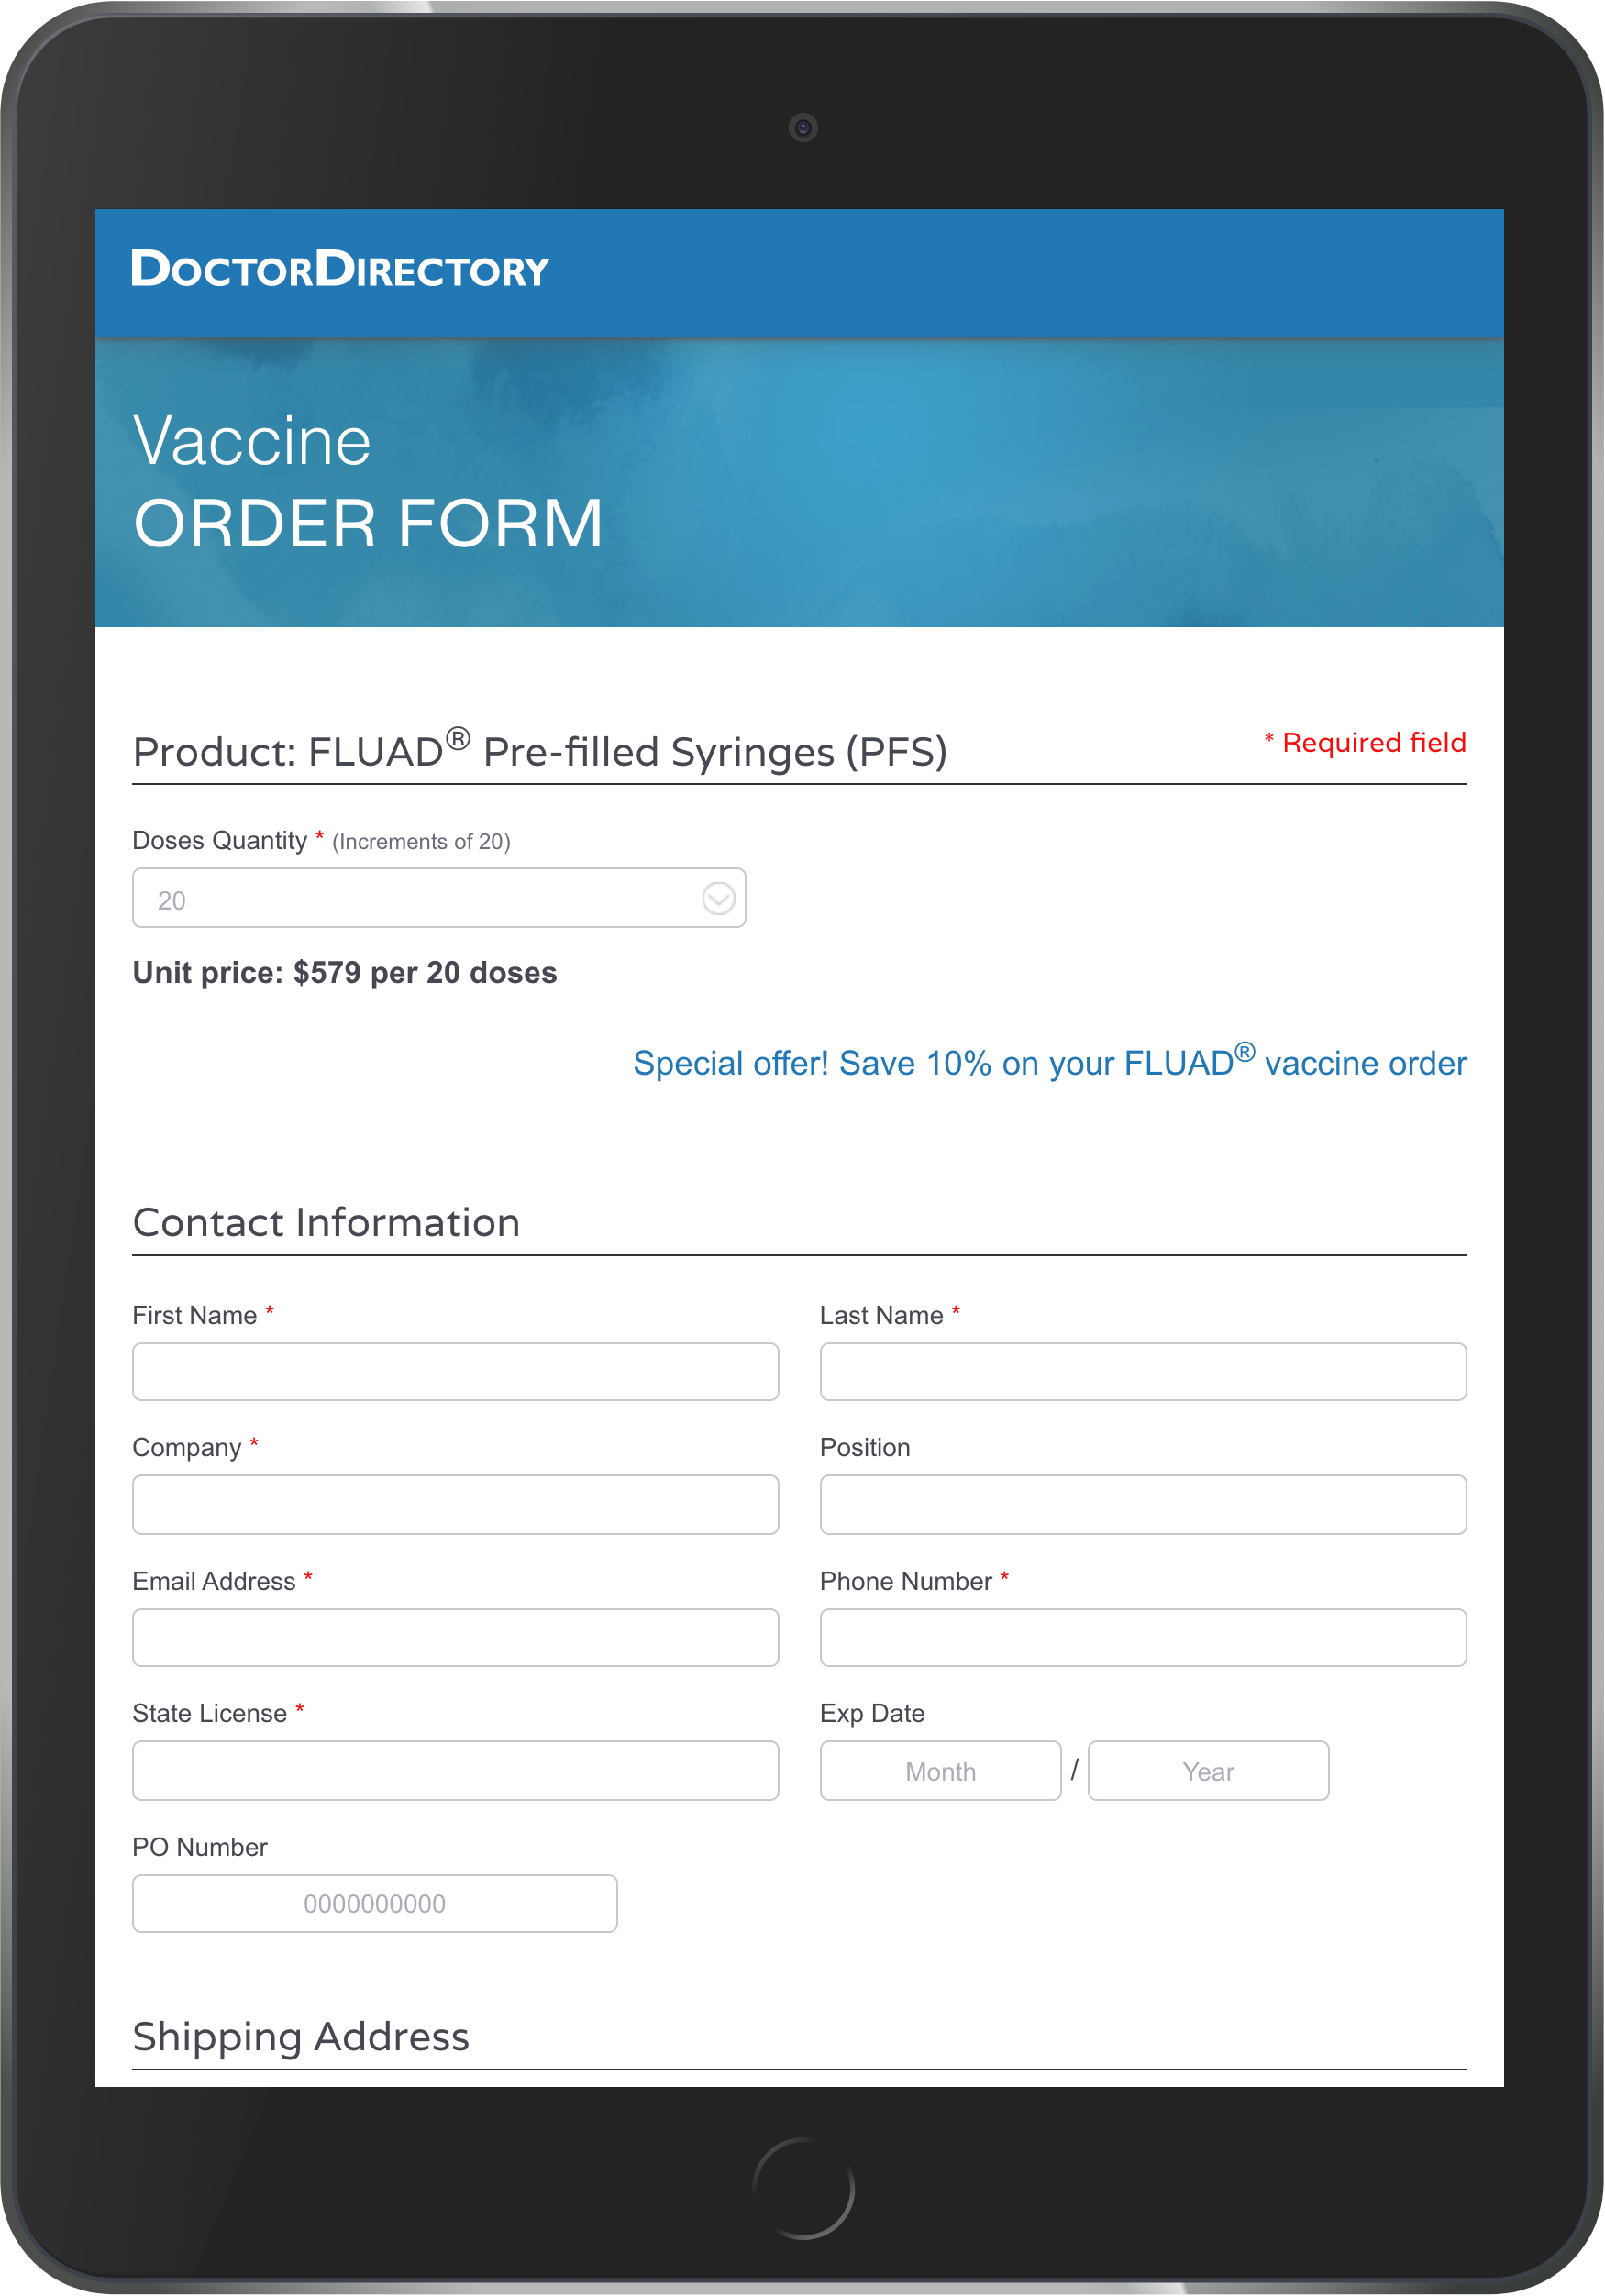 DOCTORDIRECTORY
Vaccine
ORDER FORM
Product: FLUAD® Pre-filled Syringes (PFS)
* Required field
Doses Quantity * (Increments of 20)
20
Unit price: $579 per 20 doses
Special offer! Save 10% on your FLUAD® vaccine order
Contact Information
First Name *
Last Name *
Company *
Position
Email Address *
Phone Number *
State License *
Exp Date
Month / Year
PO Number
0000000000
Shipping Address